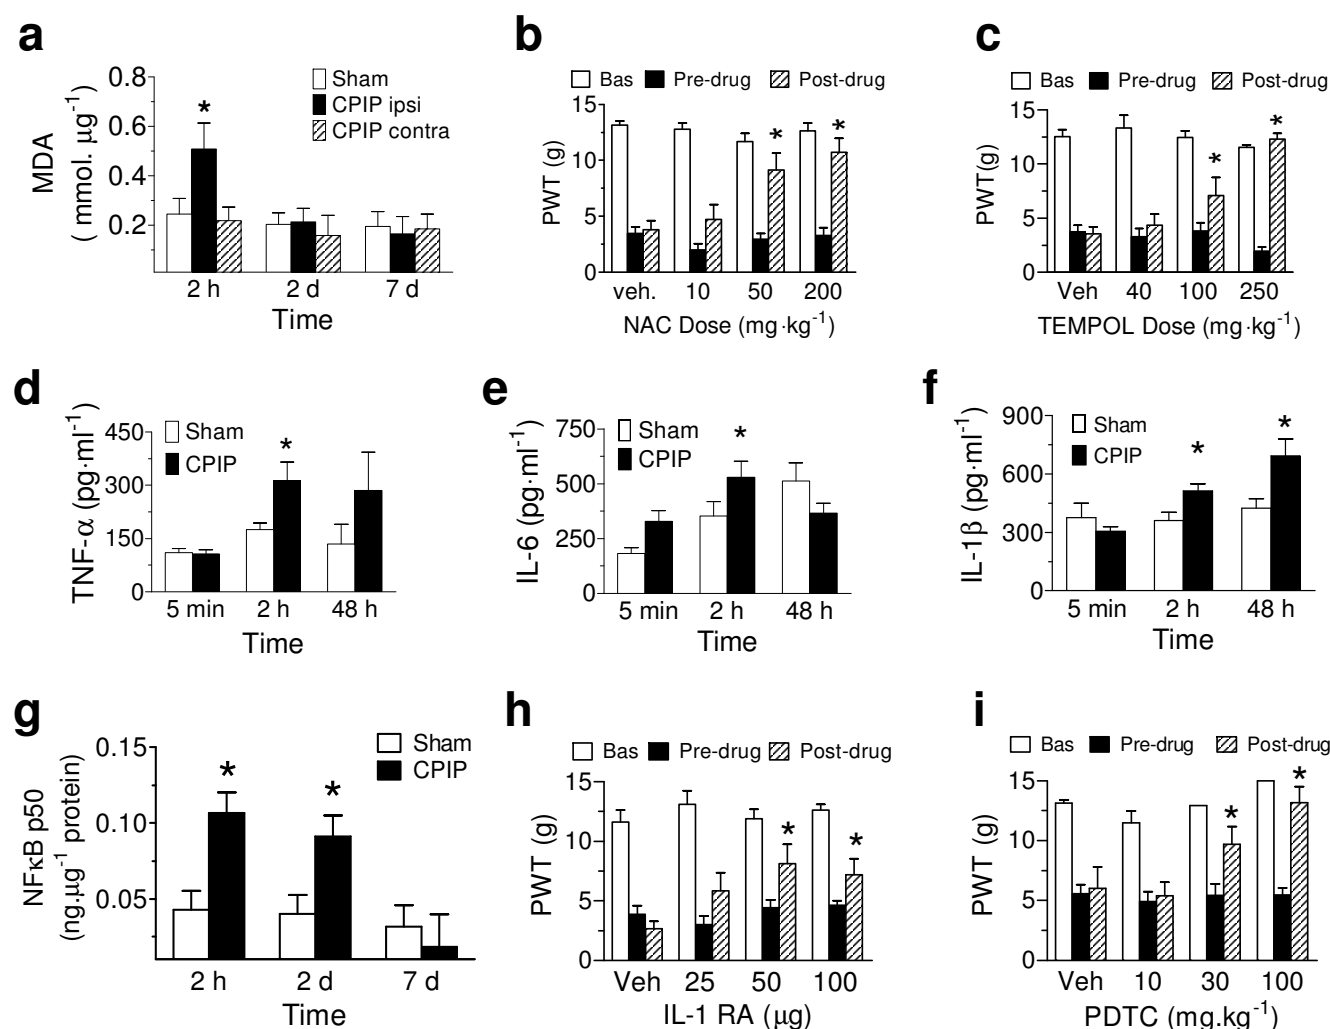 a
MDA
( mmol. μg⁻¹)
0.8
0.6
0.4
0.2
Sham
CPIP ipsi
CPIP contra
*
2 h 2 d 7 d
Time
b
Bas Pre-drug Post-drug
PWT (g)
15
10
5
0
* *
veh. 10 50 200
NAC Dose (mg·kg⁻¹)
c
Bas Pre-drug Post-drug
PWT(g)
15
10
5
0
* *
Veh 40 100 250
TEMPOL Dose (mg·kg⁻¹)
d
TNF-α (pg·ml⁻¹)
450
300
150
0
Sham
CPIP
*
5 min 2 h 48 h
Time
e
IL-6 (pg·ml⁻¹)
750
500
250
0
Sham
CPIP
*
5 min 2 h 48 h
Time
f
IL-1β (pg·ml⁻¹)
900
600
300
0
Sham
CPIP
* *
5 min 2 h 48 h
Time
g
NFκB p50
(ng.μg⁻¹ protein)
0.15
0.10
0.05
Sham
CPIP
* *
2 h 2 d 7 d
Time
h
Bas Pre-drug Post-drug
PWT (g)
15
10
5
0
* *
Veh 25 50 100
IL-1 RA (μg)
i
Bas Pre-drug Post-drug
PWT (g)
15
10
5
0
* *
Veh 10 30 100
PDTC (mg.kg⁻¹)